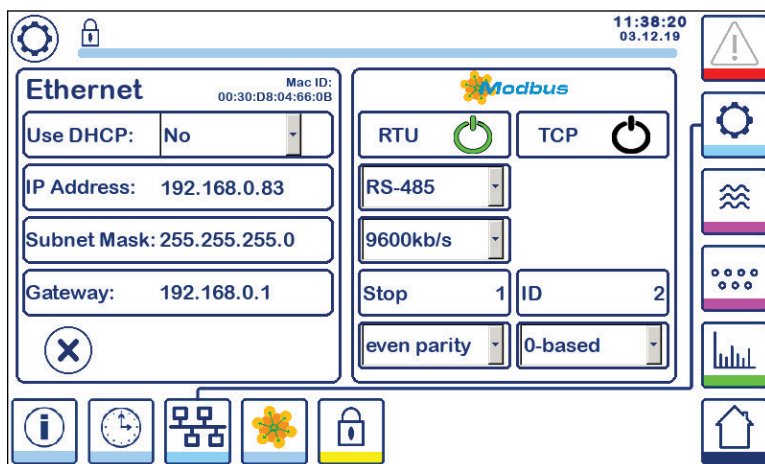 11:38:20
03.12.19
Ethernet
Mac ID:
00:30:D8:04:66:0B
Use DHCP: No
IP Address: 192.168.0.83
Subnet Mask: 255.255.255.0
Gateway: 192.168.0.1
Modbus
RTU TCP
RS-485
9600kb/s
Stop 1 ID 2
even parity 0-based